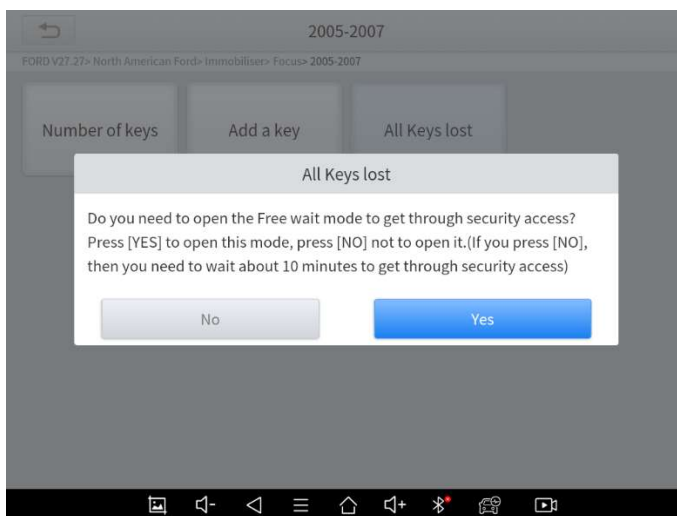 2005-2007
FORD V27.27> North American Ford> Immobiliser> Focus> 2005-2007
Number of keys
Add a key
All Keys lost
All Keys lost
Do you need to open the Free wait mode to get through security access?
Press [YES] to open this mode, press [NO] not to open it.(If you press [NO],
then you need to wait about 10 minutes to get through security access)
No
Yes